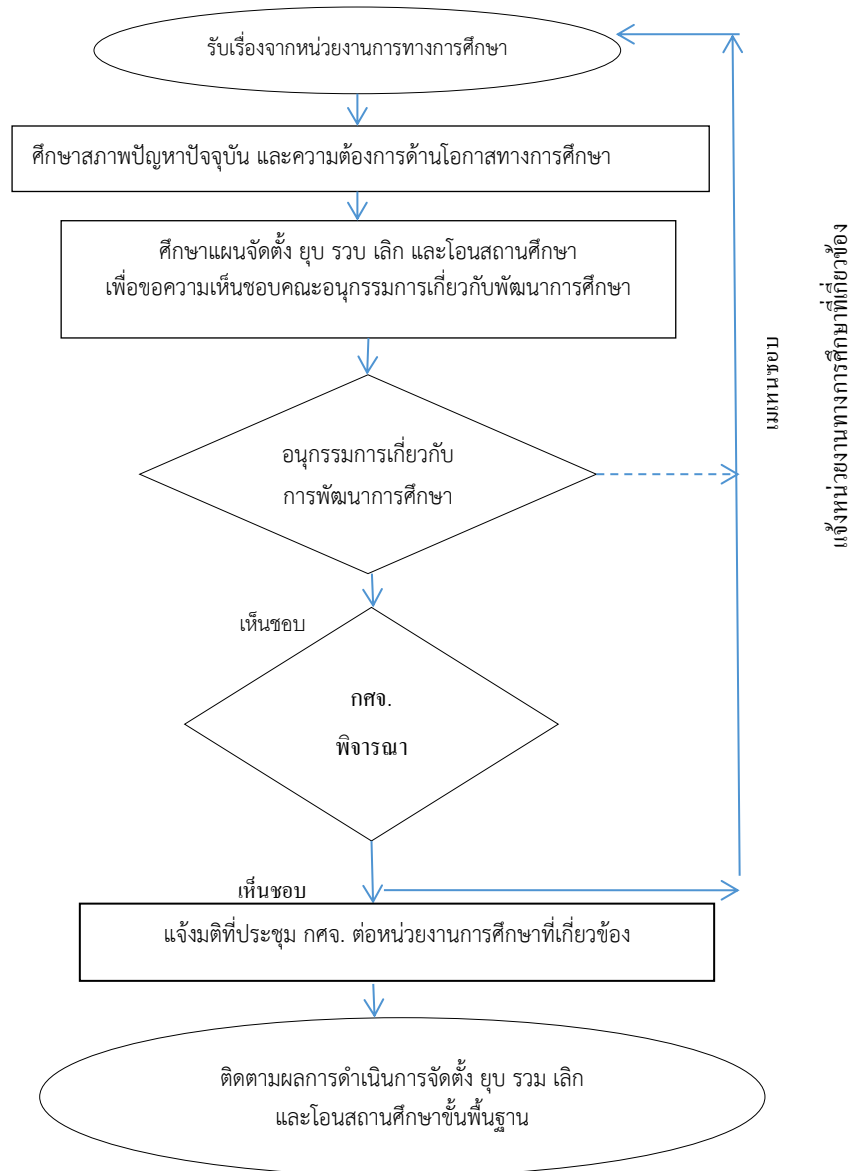 รับเรื่องจากหน่วยงานการทางการศึกษา
ศึกษาสภาพปัญหาปัจจุบัน และความต้องการด้านโอกาสทางการศึกษา
ศึกษาแผนจัดตั้ง ยุบ รวบ เลิก และโอนสถานศึกษา
เพื่อขอความเห็นชอบคณะอนุกรรมการเกี่ยวกับพัฒนาการศึกษา
อนุกรรมการเกี่ยวกับ
การพัฒนาการศึกษา
เห็นชอบ
กศจ.
พิจารณา
เห็นชอบ
แจ้งมติที่ประชุม กศจ. ต่อหน่วยงานการศึกษาที่เกี่ยวข้อง
ติดตามผลการดำเนินการจัดตั้ง ยุบ รวม เลิก
และโอนสถานศึกษาขั้นพื้นฐาน
แจ้งหน่วยงานทางการศึกษาที่เกี่ยวข้อง